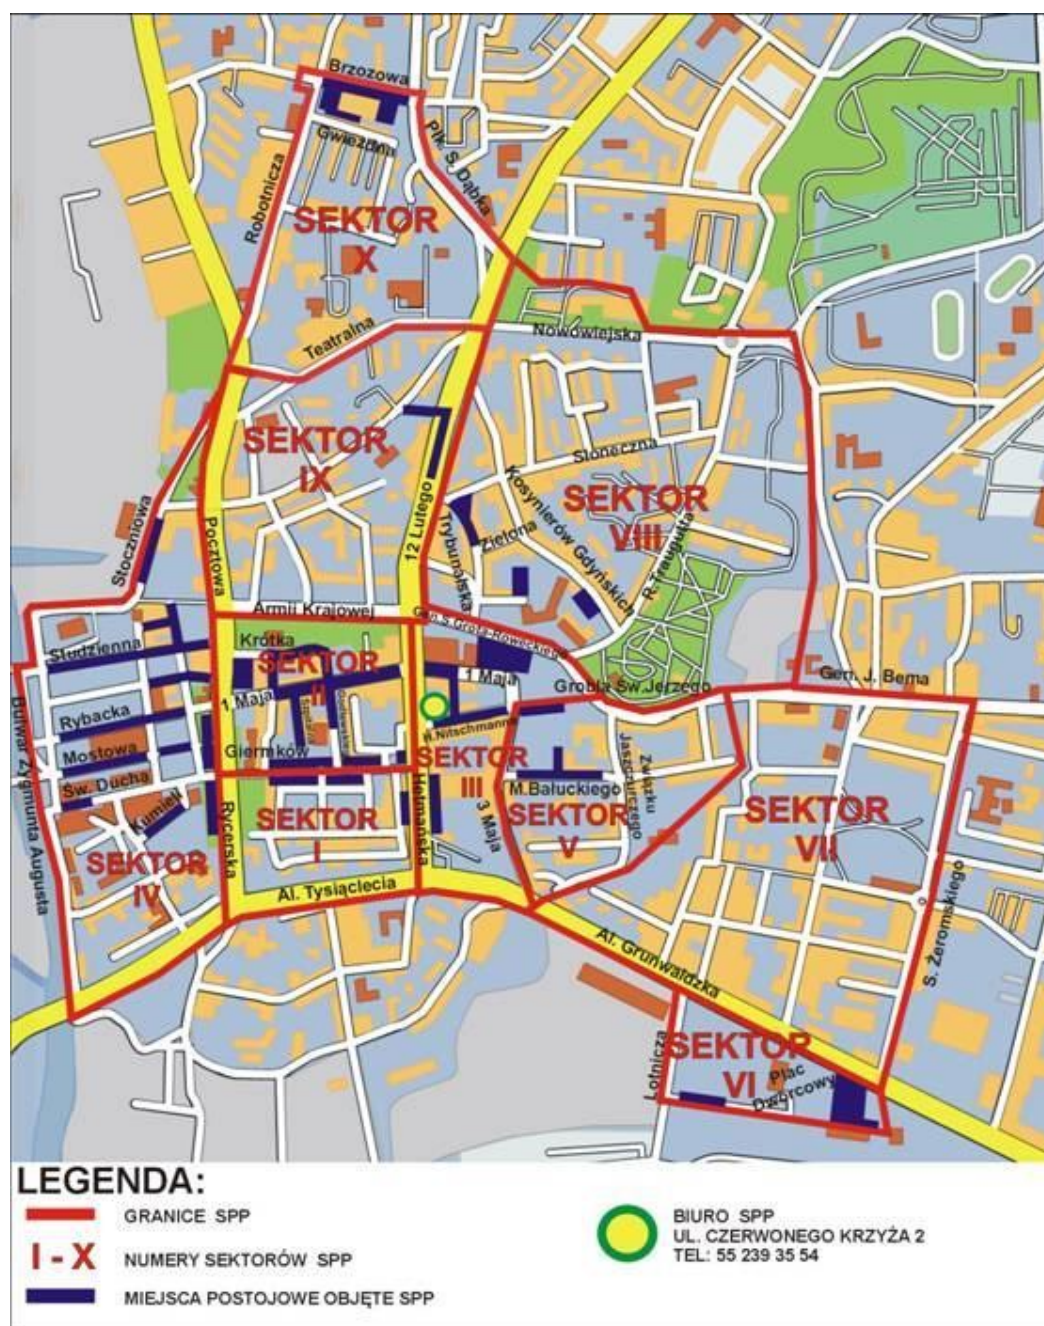 Brzozowa
Gwiezdna
Płk. S. Dąbka
Robotnicza
SEKTOR
X
Teatralna
Nowowiejska
SEKTOR
IX
Słoneczna
Kosynierów Gdyńskich
SEKTOR
VIII
12 Lutego
Trybunalska
Zielona
R. Traugutta
Stoczniowa
Pocztowa
Armii Krajowej
Gen. S. Grota-Roweckiego
Krótka
Studzienna
SEKTOR
II
1 Maja
1 Maja
Grobla Św.Jerzego
Gen. J. Bema
Rybacka
H.Nitschmanna
Mostowa
Giermków
SEKTOR
III
Św. Ducha
M.Bałuckiego
Jaszczurczego
Związku
Bulwar Zygmunta Augusta
Kumieli
SEKTOR
I
Hetmańska
3 Maja
SEKTOR
V
SEKTOR
VII
Rycerska
SEKTOR
IV
Al. Tysiąclecia
S. Żeromskiego
Al. Grunwaldzka
Lotnicza
SEKTOR
VI
Plac
Dworcowy
LEGENDA:
GRANICE SPP
I - X
NUMERY SEKTORÓW SPP
MIEJSCA POSTOJOWE OBJĘTE SPP
BIURO SPP
UL. CZERWONEGO KRZYŻA 2
TEL: 55 239 35 54